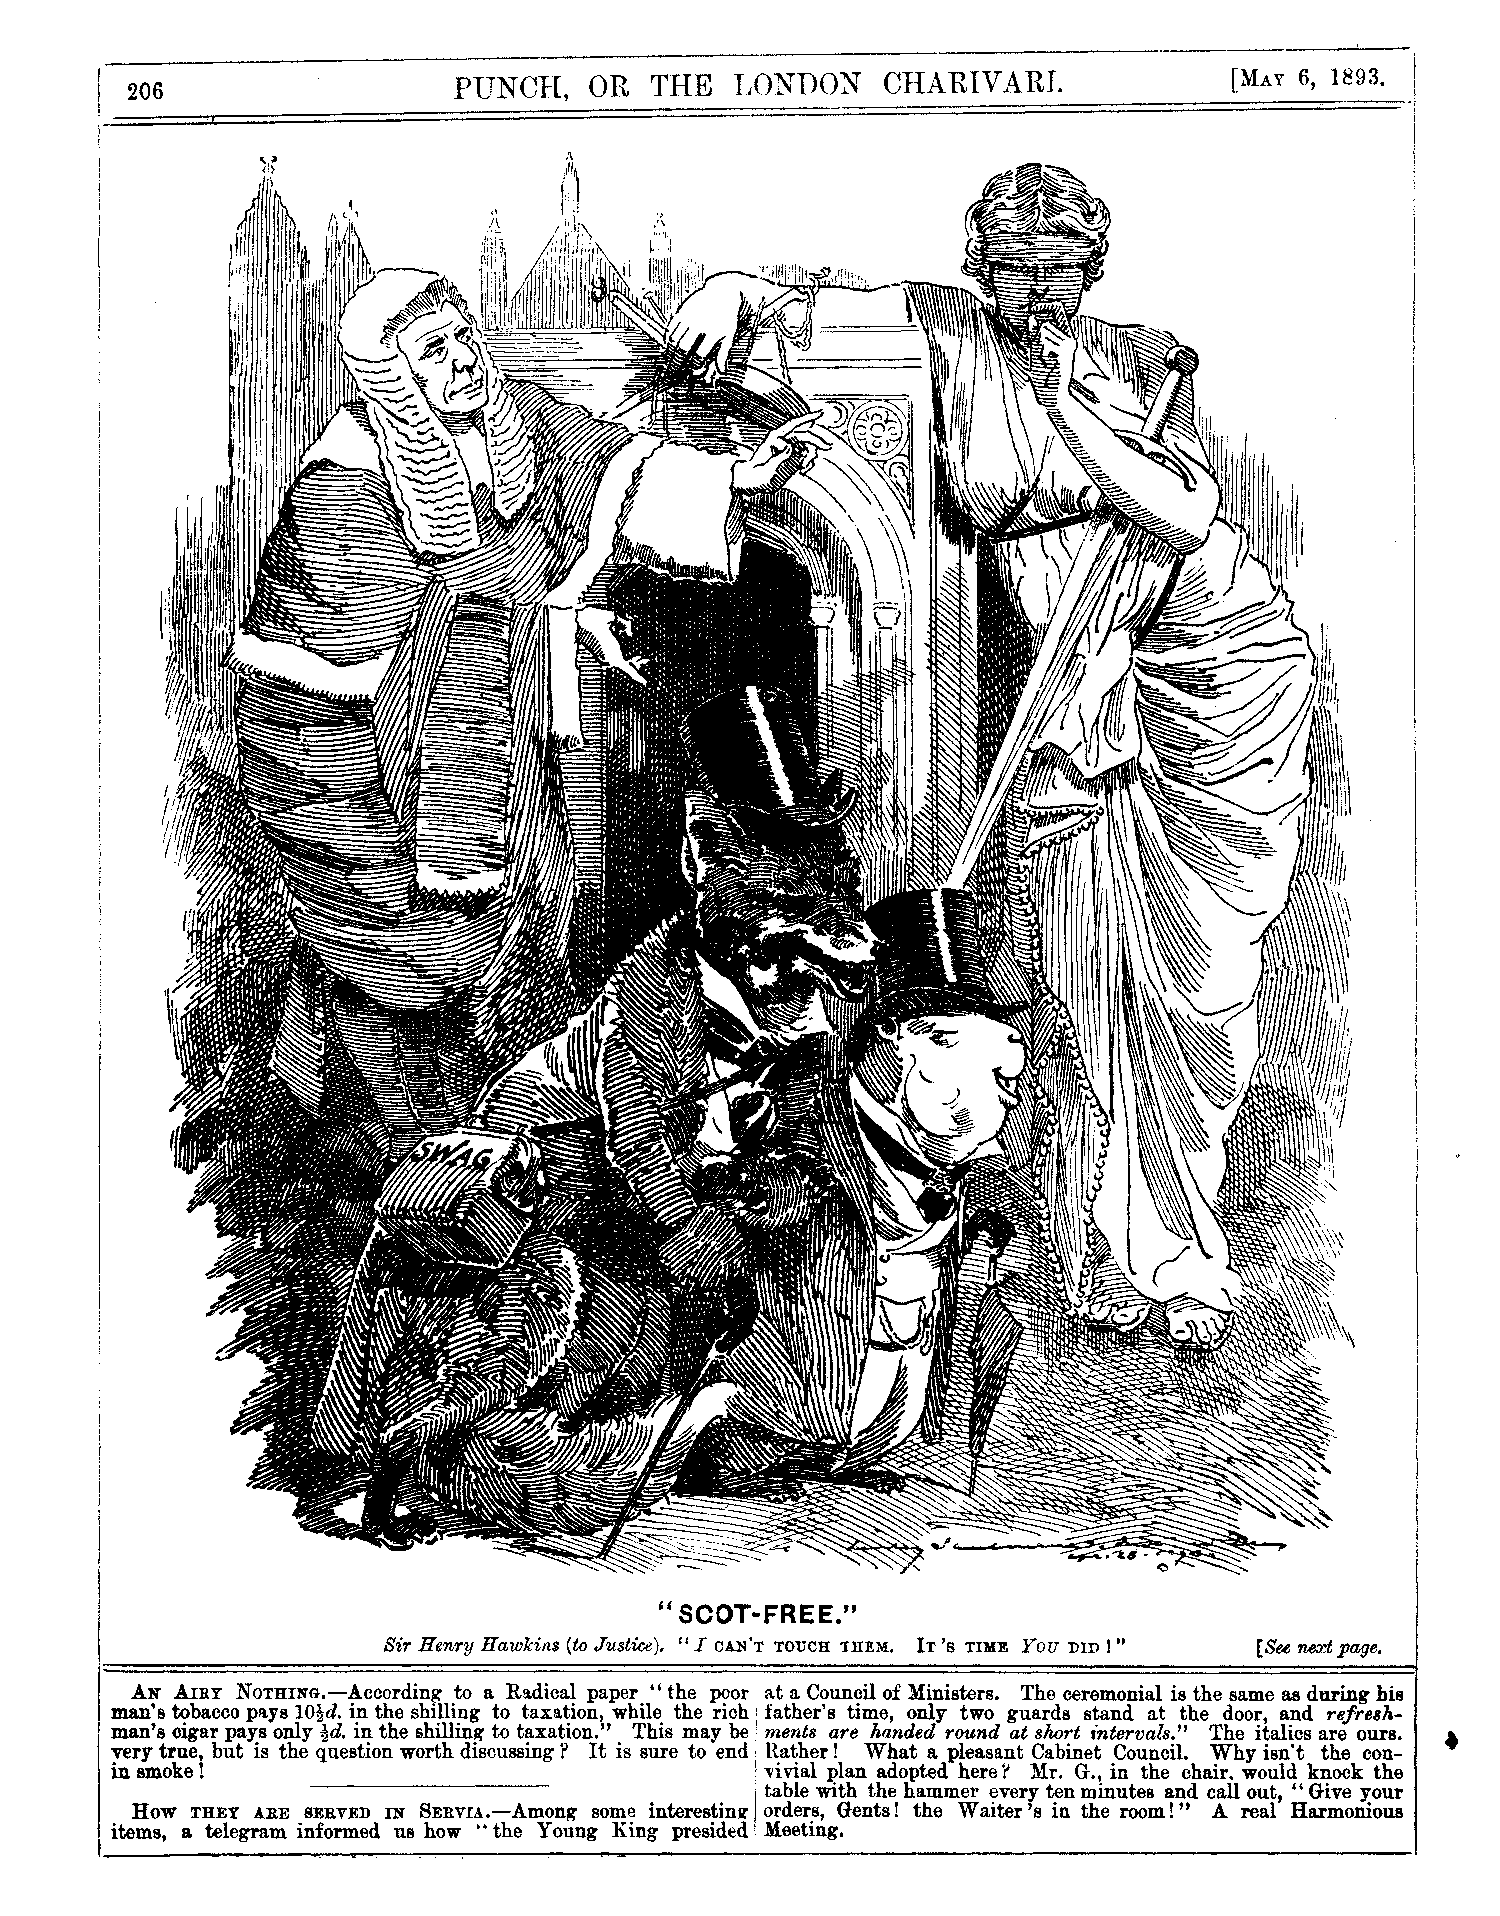 206
PUNCH, OR THE LONDON CHARIVARI.
[MAY 6, 1893.
SWAG
"SCOT-FREE."
Sir Henry Hawkins (to Justice). "I CAN'T TOUCH THEM. IT'S TIME YOU DID!"
[See next page.
AN AIRY NOTHING.—According to a Radical paper "the poor
man's tobacco pays 10½d. in the shilling to taxation, while the rich
man's cigar pays only ½d. in the shilling to taxation." This may be
very true, but is the question worth discussing? It is sure to end
in smoke!
HOW THEY ARE SERVED IN SERVIA.—Among some interesting
items, a telegram informed us how "the Young King presided
at a Council of Ministers. The ceremonial is the same as during his
father's time, only two guards stand at the door, and refresh-
ments are handed round at short intervals." The italics are ours.
Rather! What a pleasant Cabinet Council. Why isn't the con-
vivial plan adopted here? Mr. G., in the chair, would knock the
table with the hammer every ten minutes and call out, "Give your
orders, Gents! the Waiter's in the room!" A real Harmonious
Meeting.